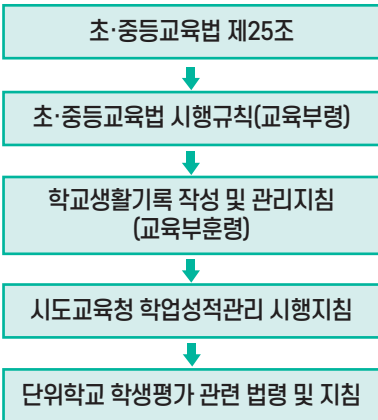 초·중등교육법 제25조
초·중등교육법 시행규칙(교육부령)
학교생활기록 작성 및 관리지침
(교육부훈령)
시도교육청 학업성적관리 시행지침
단위학교 학생평가 관련 법령 및 지침